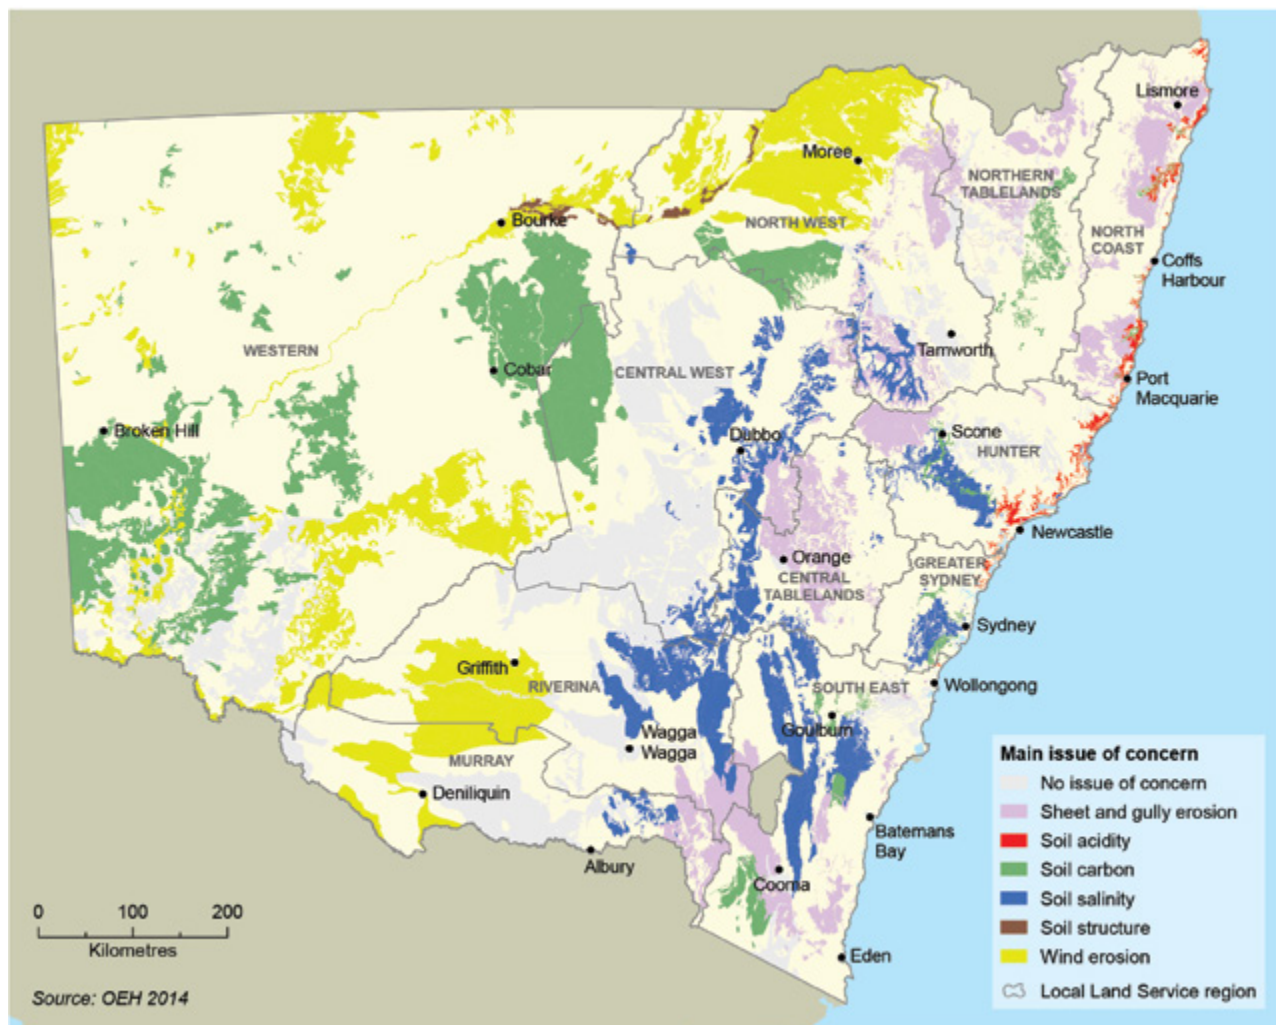 Lismore
Moree
NORTHERN
TABLELANDS
Bourke
NORTH WEST
NORTH
COAST
Coffs
Harbour
WESTERN
Tamworth
Cobar
CENTRAL WEST
Port
Macquarie
Broken Hill
Dubbo
Scone
HUNTER
Newcastle
Orange
CENTRAL
TABLELANDS
GREATER
SYDNEY
Sydney
Griffith
RIVERINA
SOUTH EAST
Wollongong
Goulburn
Wagga
Wagga
MURRAY
Deniliquin
Batemans
Bay
Albury
Cooma
Eden
Main issue of concern
No issue of concern
Sheet and gully erosion
Soil acidity
Soil carbon
Soil salinity
Soil structure
Wind erosion
Local Land Service region
0 100 200
Kilometres
Source: OEH 2014